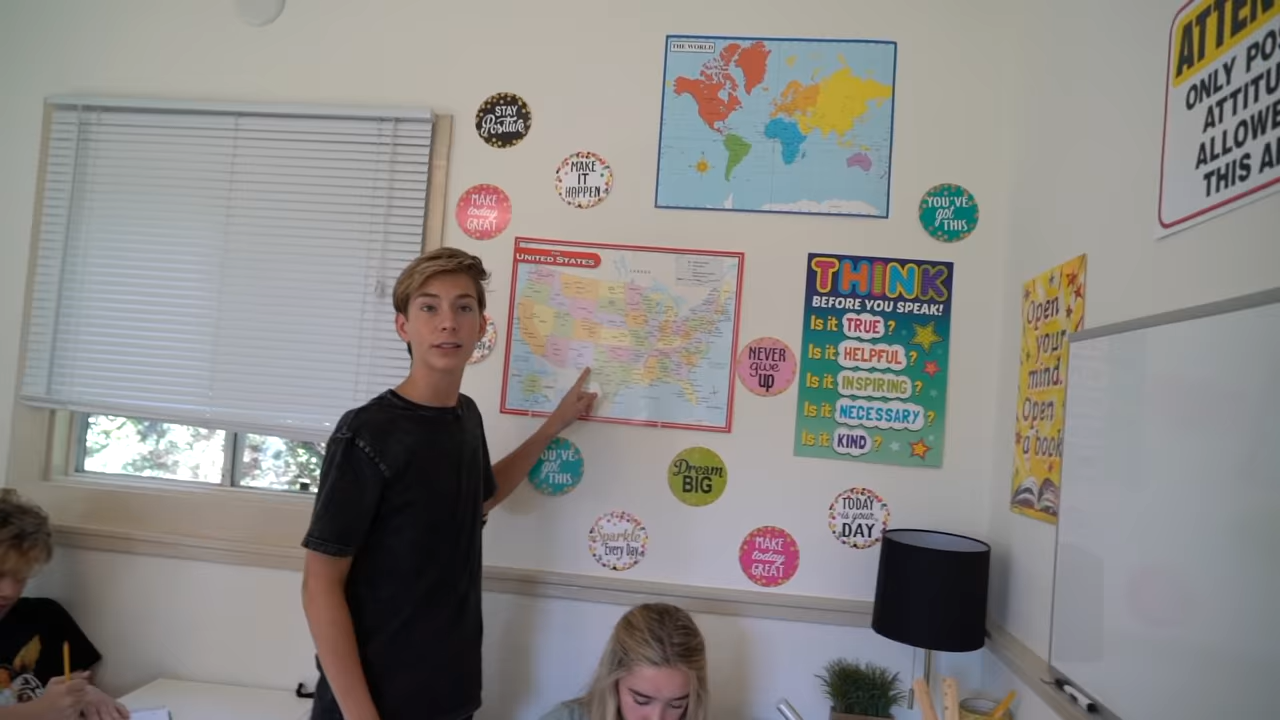 THE WORLD
STAY
Positive
MAKE
IT
HAPPEN
MAKE
today
GREAT
YOU'VE
got
THIS
UNITED STATES
CANADA
THINK
BEFORE YOU SPEAK!
Is it TRUE?
Is it HELPFUL?
Is it INSPIRING?
Is it NECESSARY?
Is it KIND?
NEVER
give
up
YOU'VE
got
THIS
Dream
BIG
TODAY
is your
DAY
Sparkle
EVERY DAY
MAKE
today
GREAT
Open
your
mind.
Open
a book
ATTEN
ONLY POS
ATTITU
ALLOWE
THIS A